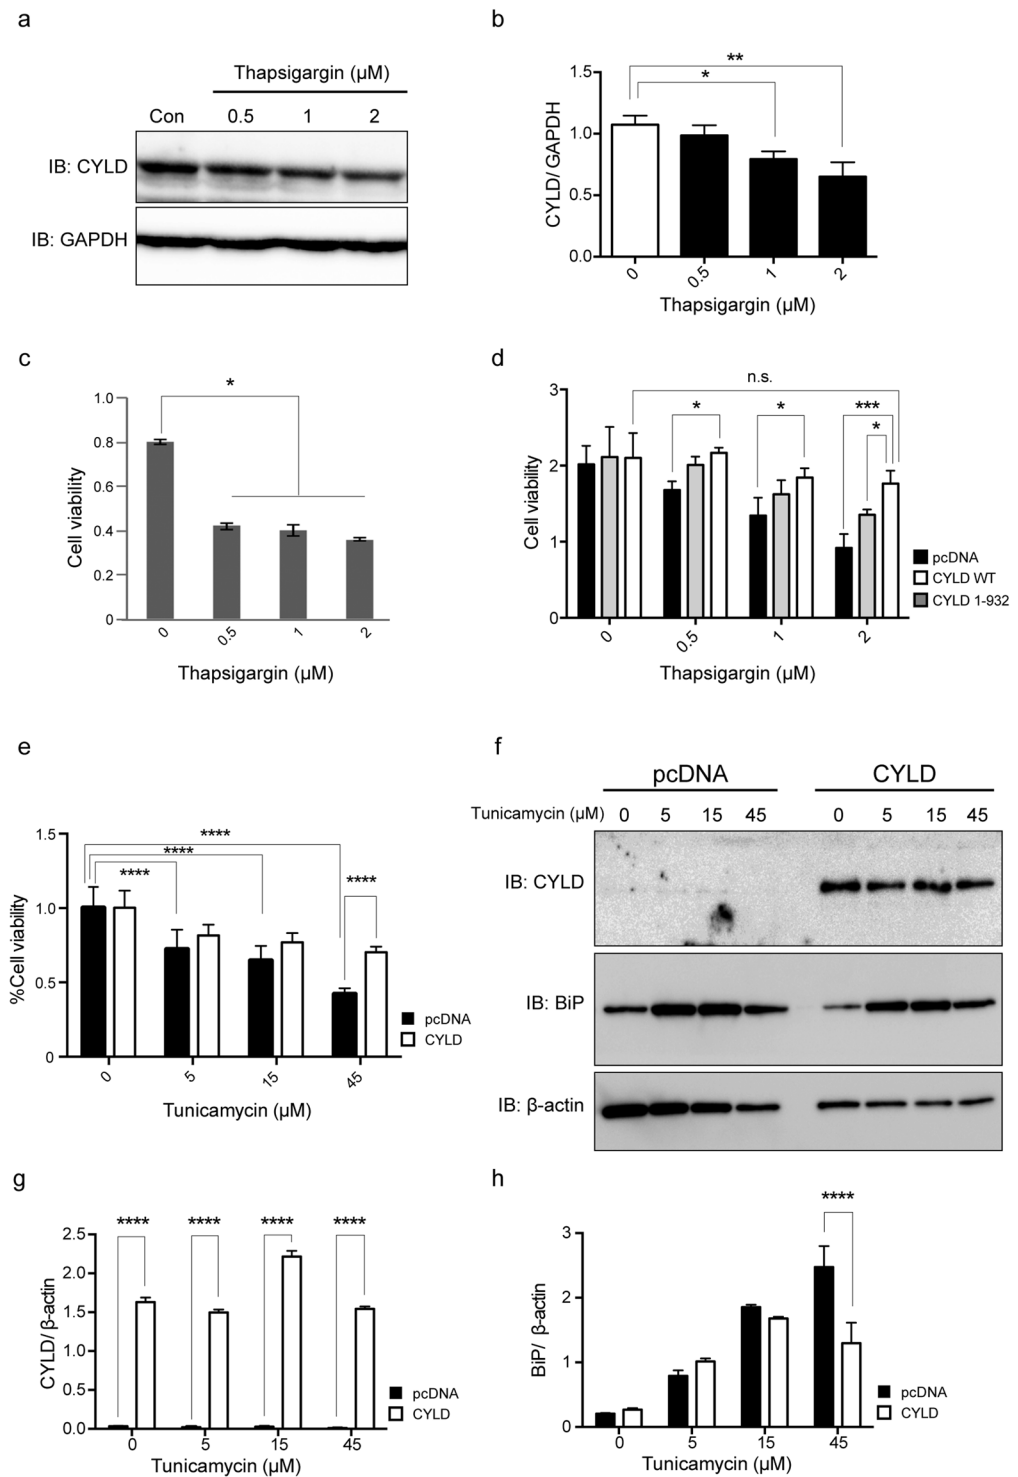 a
Thapsigargin (µM)
Con 0.5 1 2
IB: CYLD
IB: GAPDH
b
**
*
1.5
1.0
0.5
0.0
CYLD/ GAPDH
0 0.5 1 2
Thapsigargin (µM)
c
*
1.0
0.8
0.6
0.4
0.2
0
Cell viability
0 0.5 1 2
Thapsigargin (µM)
d
n.s.
* * ***
*
3
2
1
0
Cell viability
0 0.5 1 2
Thapsigargin (µM)
pcDNA
CYLD WT
CYLD 1-932
e
****
****
**** ****
1.5
1.0
0.5
0
%Cell viability
0 5 15 45
Tunicamycin (µM)
pcDNA
CYLD
f
pcDNA CYLD
Tunicamycin (µM) 0 5 15 45 0 5 15 45
IB: CYLD
IB: BiP
IB: β-actin
g
**** **** **** ****
2.5
2.0
1.5
1.0
0.5
0.0
CYLD/ β-actin
0 5 15 45
Tunicamycin (µM)
pcDNA
CYLD
h
****
3
2
1
0
BiP/ β-actin
0 5 15 45
Tunicamycin (µM)
pcDNA
CYLD